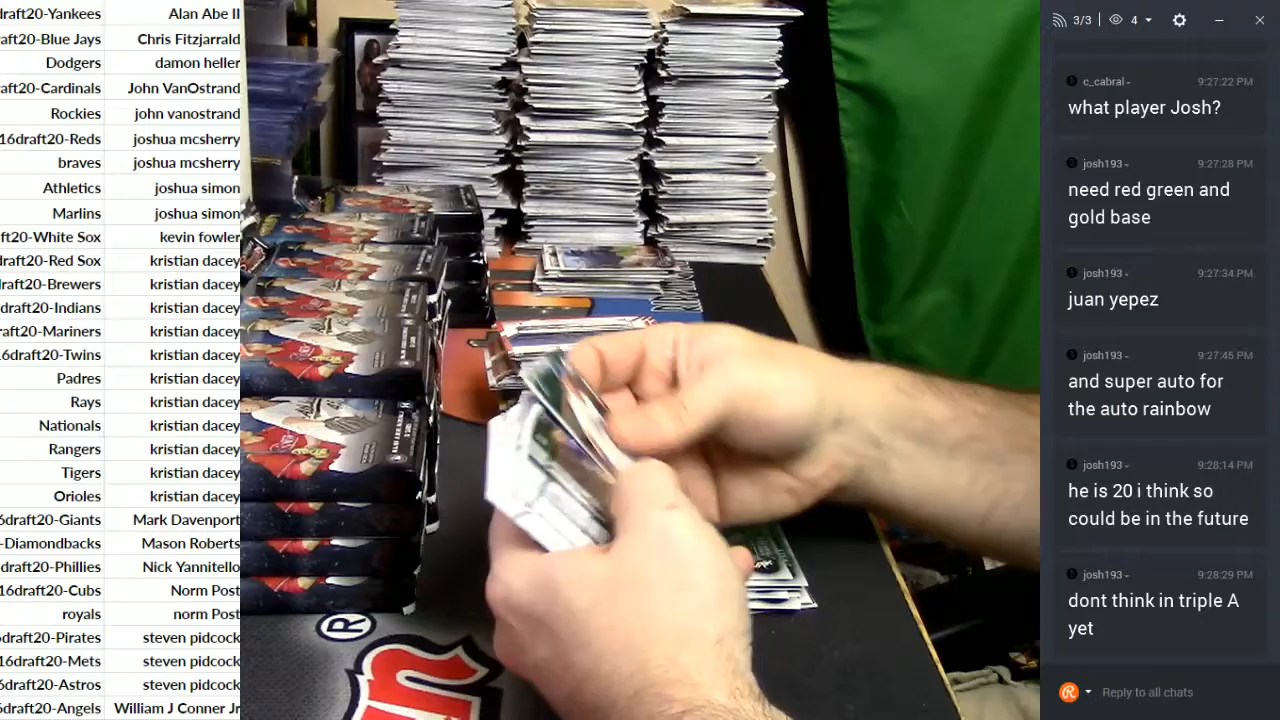 draft20-Yankees Alan Abe II
aft20-Blue Jays Chris Fitzjarrald
Dodgers damon heller
aft20-Cardinals John VanOstrand
Rockies john vanostrand
16draft20-Reds joshua mcsherry
braves joshua mcsherry
Athletics joshua simon
Marlins joshua simon
ft20-White Sox kevin fowler
draft20-Red Sox kristian dacey
draft20-Brewers kristian dacey
draft20-Indians kristian dacey
raft20-Mariners kristian dacey
16draft20-Twins kristian dacey
Padres kristian dacey
Rays kristian dacey
Nationals kristian dacey
Rangers kristian dacey
Tigers kristian dacey
Orioles kristian dacey
6draft20-Giants Mark Davenport
-Diamondbacks Mason Roberts
draft20-Phillies Nick Yannitello
16draft20-Cubs Norm Post
royals norm Post
draft20-Pirates steven pidcock
16draft20-Mets steven pidcock
6draft20-Astros steven pidcock
6draft20-Angels William J Conner Jr
®
3/3 4
c_cabral 9:27:22 PM
what player Josh?
josh193 9:27:28 PM
need red green and
gold base
josh193 9:27:34 PM
juan yepez
josh193 9:27:45 PM
and super auto for
the auto rainbow
josh193 9:28:14 PM
he is 20 i think so
could be in the future
josh193 9:28:29 PM
dont think in triple A
yet
Reply to all chats